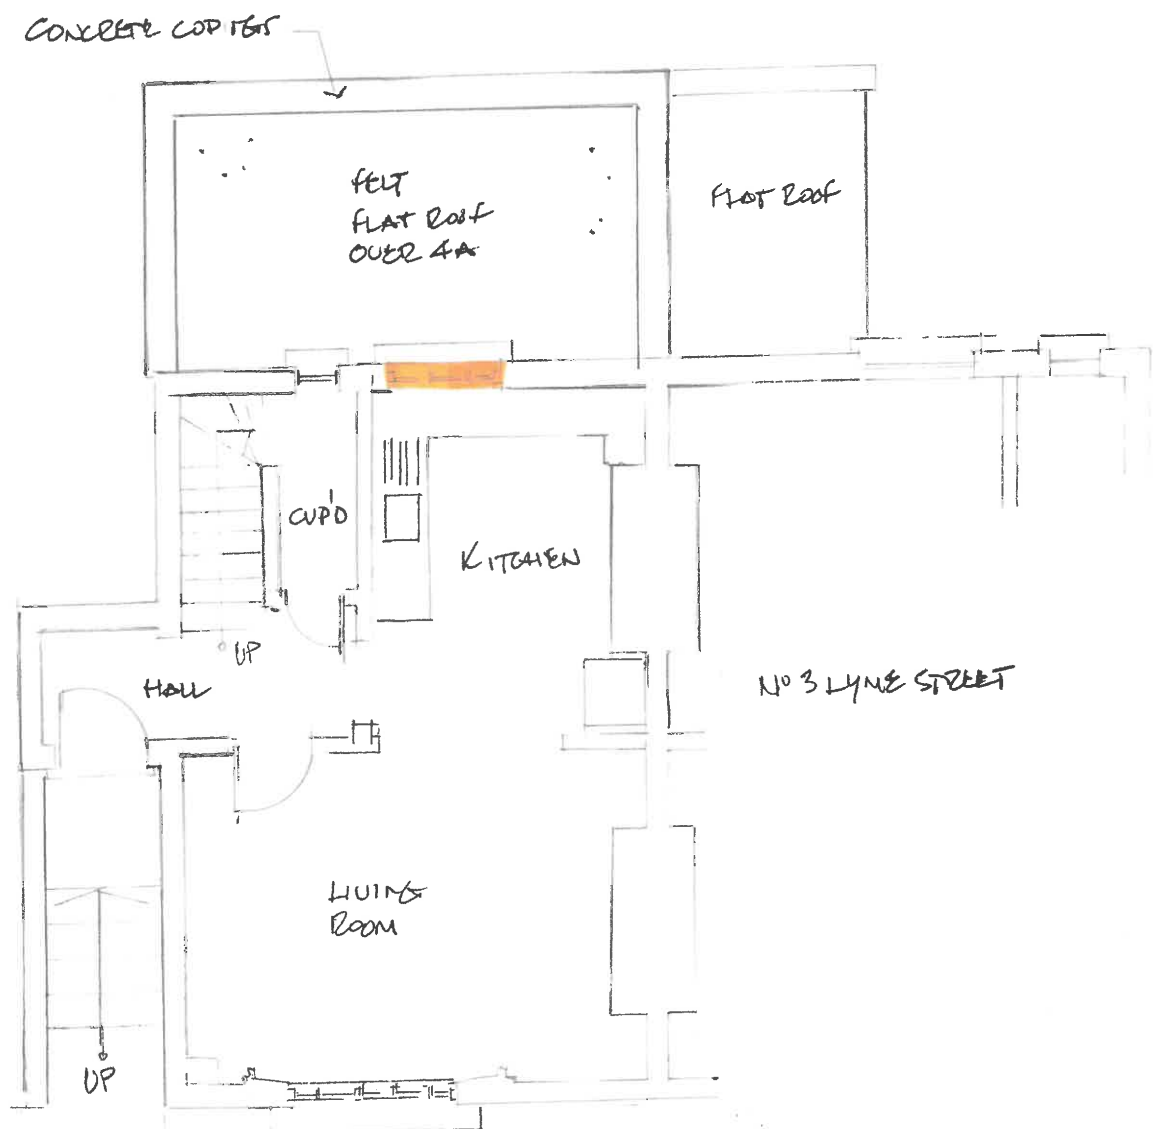 CONCRETE COPINGS
FELT
FLAT ROOF
OVER 4A
FLAT ROOF
CUP'D
KITCHEN
UP
HALL
Nº 3 LYME STREET
LIVING
ROOM
UP